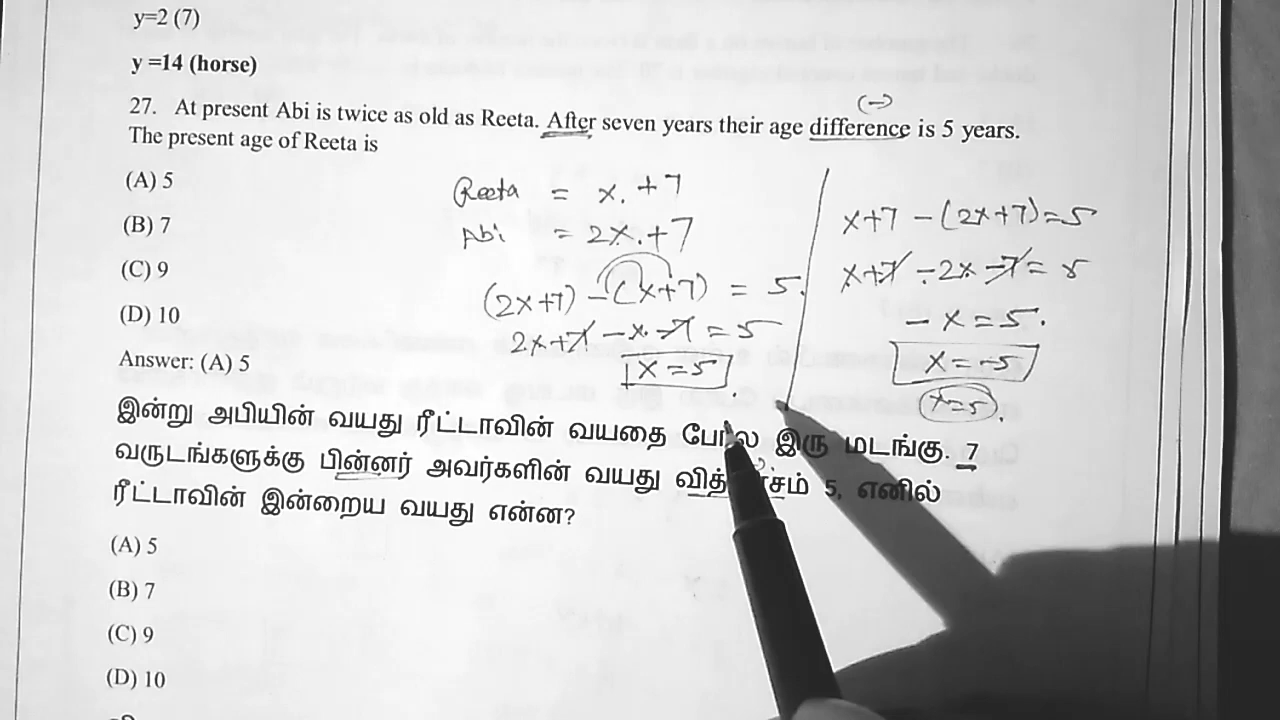 y=2 (7)
y =14 (horse)
(->)
27. At present Abi is twice as old as Reeta. After seven years their age difference is 5 years.
The present age of Reeta is
(A) 5
(B) 7
(C) 9
(D) 10
Answer: (A) 5
Reeta = x. +7
Abi = 2x.+7
(2x+7) -(x+7) = 5.
2x+7 -x-7 = 5
x = 5
x+7 -(2x+7)=5
x+7 -2x-7= 5
-x=5.
x=-5
x=5.
இன்று அபியின் வயது ரீட்டாவின் வயதை போல இரு மடங்கு. 7
வருடங்களுக்கு பின்னர் அவர்களின் வயது 5, எனில்
ரீட்டாவின் இன்றைய வயது என்ன?
(A) 5
(B) 7
(C) 9
(D) 10